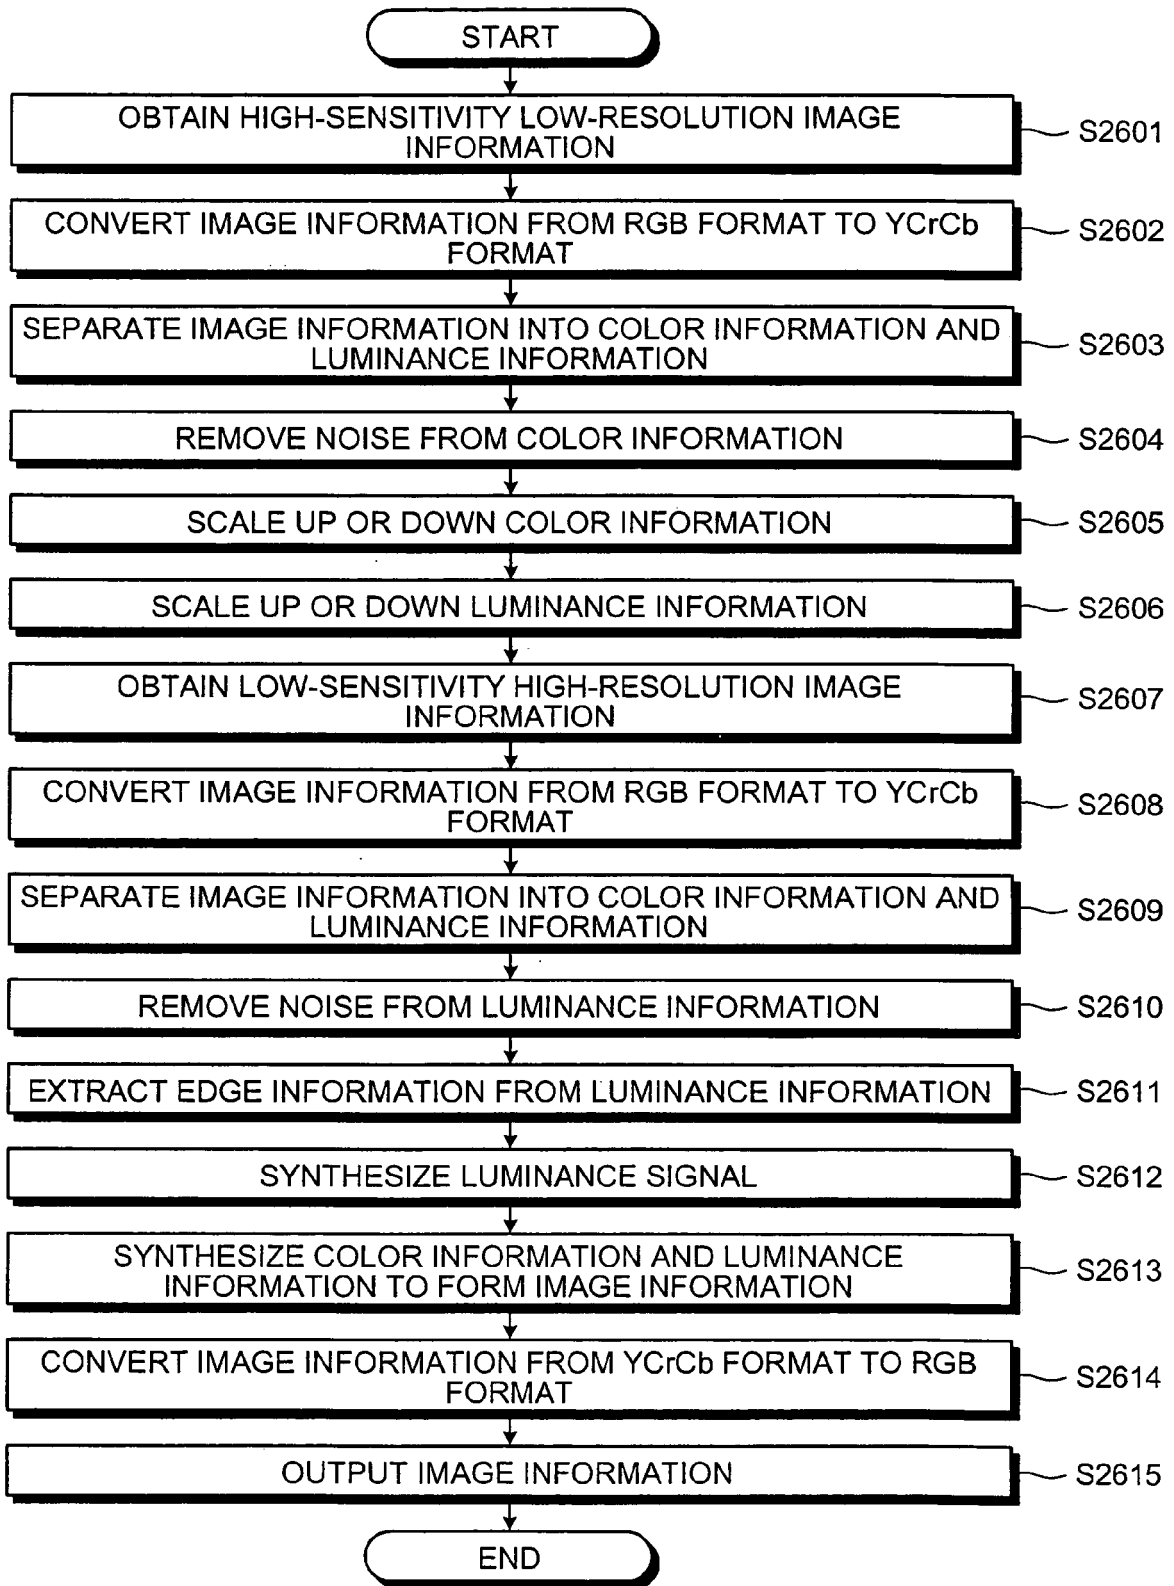 START
OBTAIN HIGH-SENSITIVITY LOW-RESOLUTION IMAGE
INFORMATION
S2601
CONVERT IMAGE INFORMATION FROM RGB FORMAT TO YCrCb
FORMAT
S2602
SEPARATE IMAGE INFORMATION INTO COLOR INFORMATION AND
LUMINANCE INFORMATION
S2603
REMOVE NOISE FROM COLOR INFORMATION
S2604
SCALE UP OR DOWN COLOR INFORMATION
S2605
SCALE UP OR DOWN LUMINANCE INFORMATION
S2606
OBTAIN LOW-SENSITIVITY HIGH-RESOLUTION IMAGE
INFORMATION
S2607
CONVERT IMAGE INFORMATION FROM RGB FORMAT TO YCrCb
FORMAT
S2608
SEPARATE IMAGE INFORMATION INTO COLOR INFORMATION AND
LUMINANCE INFORMATION
S2609
REMOVE NOISE FROM LUMINANCE INFORMATION
S2610
EXTRACT EDGE INFORMATION FROM LUMINANCE INFORMATION
S2611
SYNTHESIZE LUMINANCE SIGNAL
S2612
SYNTHESIZE COLOR INFORMATION AND LUMINANCE
INFORMATION TO FORM IMAGE INFORMATION
S2613
CONVERT IMAGE INFORMATION FROM YCrCb FORMAT TO RGB
FORMAT
S2614
OUTPUT IMAGE INFORMATION
S2615
END